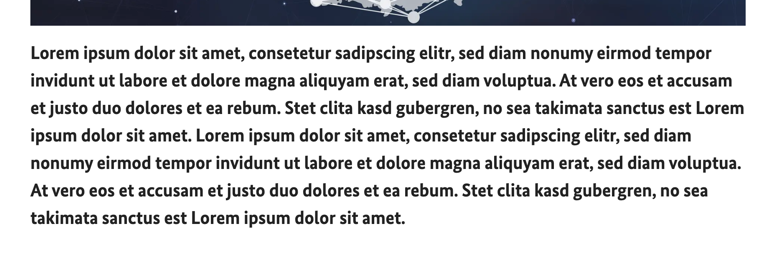 Lorem ipsum dolor sit amet, consetetur sadipscing elitr, sed diam nonumy eirmod tempor
invidunt ut labore et dolore magna aliquyam erat, sed diam voluptua. At vero eos et accusam
et justo duo dolores et ea rebum. Stet clita kasd gubergren, no sea takimata sanctus est Lorem
ipsum dolor sit amet. Lorem ipsum dolor sit amet, consetetur sadipscing elitr, sed diam
nonumy eirmod tempor invidunt ut labore et dolore magna aliquyam erat, sed diam voluptua.
At vero eos et accusam et justo duo dolores et ea rebum. Stet clita kasd gubergren, no sea
takimata sanctus est Lorem ipsum dolor sit amet.